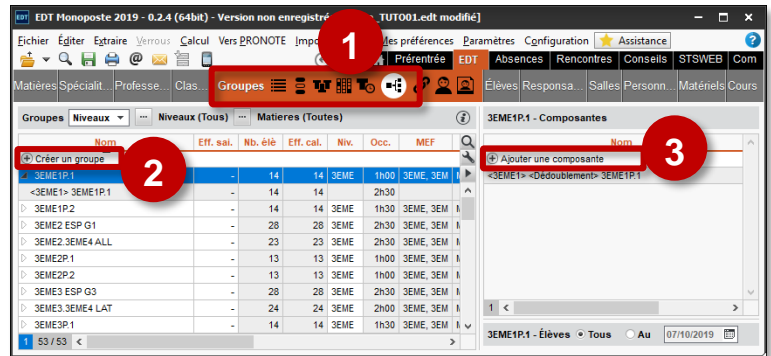 EDT Monoposte 2019 - 0.2.4 (64bit) - Version non enregistré _TUTO01.edt modifié]
Fichier Éditer Extraire Verrous Calcul Vers PRONOTE Impo Mes préférences Paramètres Configuration Assistance
Prérentrée EDT Absences Rencontres Conseils STSWEB Com
Matières Spécialit... Professe... Clas... Groupes Élèves Responsa... Salles Personn... Matériels Cours
1
Groupes Niveaux ... Niveaux (Tous) ... Matieres (Toutes)
3EME1P.1 - Composantes
Nom Eff. sai. Nb. élè Eff. cal. Niv. Occ. MEF
Nom
Créer un groupe
Ajouter une composante
2
3
3EME1P.1 - 14 14 3EME 1h00 3EME, 3EM
<3EME1> <Dédoublement> 3EME1P.1
<3EME1> 3EME1P.1 14 14 2h30
3EME1P.2 - 14 14 3EME 1h30 3EME, 3EM
3EME2 ESP G1 - 28 28 3EME 2h30 3EME, 3EM
3EME2.3EME4 ALL - 23 23 3EME 2h30 3EME, 3EM
3EME2P.1 - 13 13 3EME 1h00 3EME, 3EM
3EME2P.2 - 13 13 3EME 1h00 3EME, 3EM
3EME3 ESP G3 - 28 28 3EME 2h30 3EME, 3EM
3EME3.3EME4 LAT - 24 24 3EME 2h00 3EME, 3EM
1
3EME3P.1 - 14 14 3EME 1h30 3EME, 3EM
3EME1P.1 - Élèves Tous Au 07/10/2019
1 53 / 53